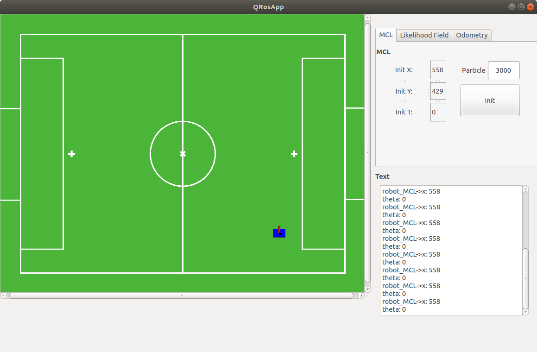 QRosApp
MCL Likelihood Field Odometry
MCL
Init X: 558 Particle 3000
Init Y: 429 init
Init T: 0
Text
robot_MCL->x: 558
theta: 0
robot_MCL->x: 558
theta: 0
robot_MCL->x: 558
theta: 0
robot_MCL->x: 558
theta: 0
robot_MCL->x: 558
theta: 0
robot_MCL->x: 558
theta: 0
robot_MCL->x: 558
theta: 0
robot_MCL->x: 558
theta: 0